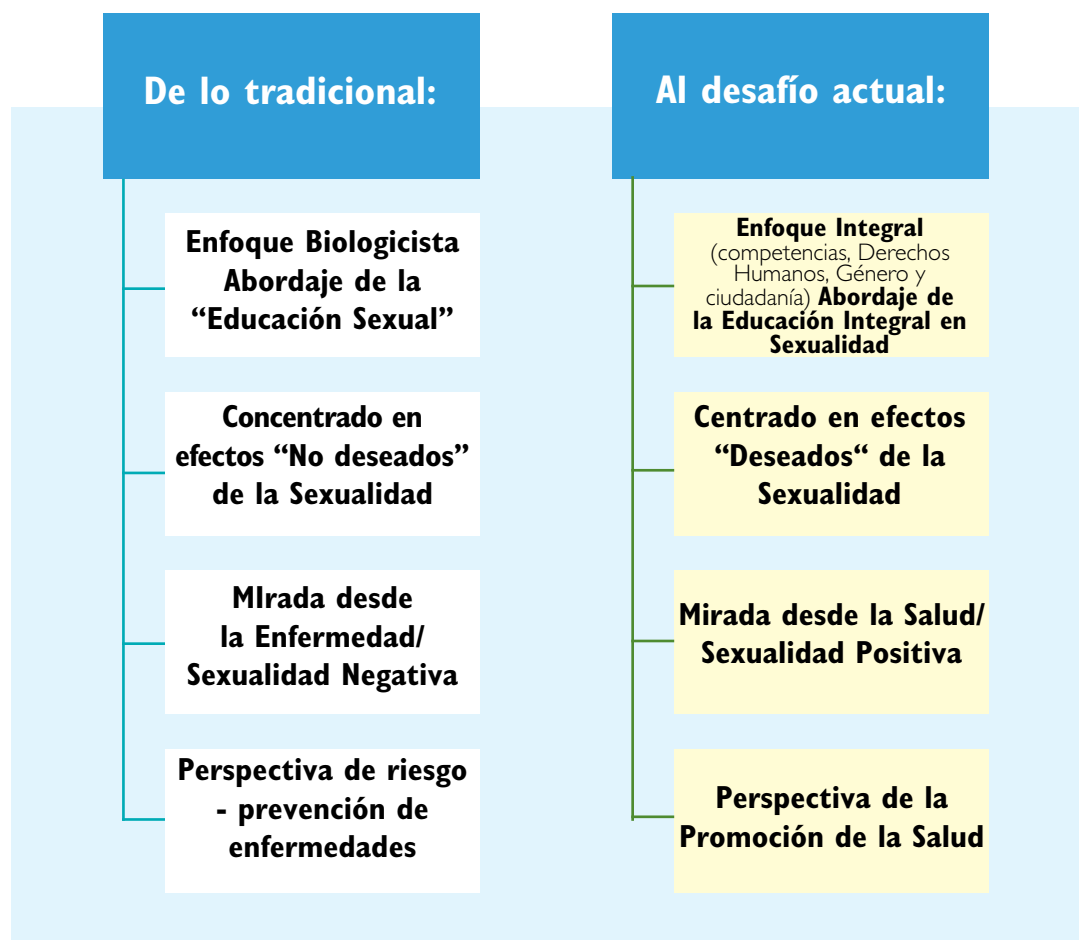 De lo tradicional:
Enfoque Biologicista
Abordaje de la
“Educación Sexual”
Concentrado en
efectos “No deseados”
de la Sexualidad
MIrada desde
la Enfermedad/
Sexualidad Negativa
Perspectiva de riesgo
- prevención de
enfermedades
Al desafío actual:
Enfoque Integral
(competencias, Derechos
Humanos, Género y
ciudadanía) Abordaje de
la Educación Integral en
Sexualidad
Centrado en efectos
“Deseados“ de la
Sexualidad
Mirada desde la Salud/
Sexualidad Positiva
Perspectiva de la
Promoción de la Salud